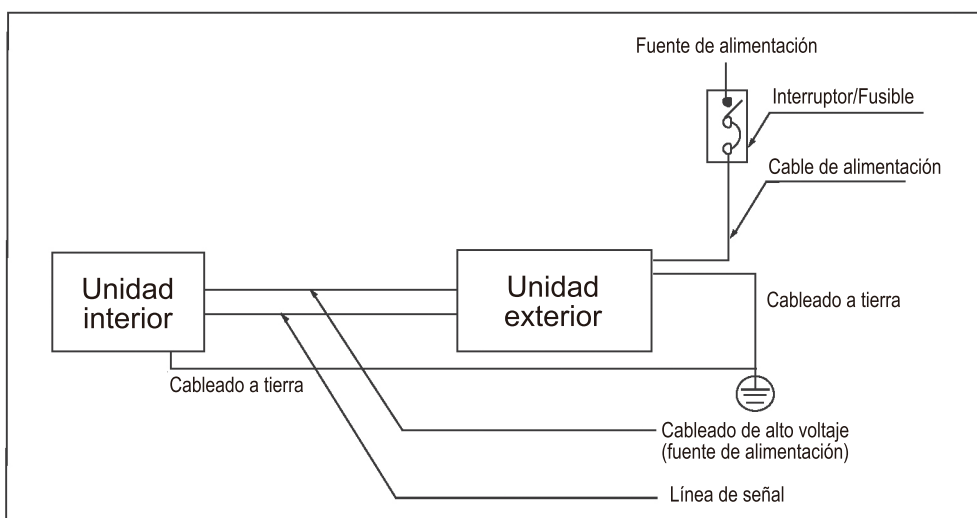 Fuente de alimentación
Interruptor/Fusible
Cable de alimentación
Unidad
interior
Unidad
exterior
Cableado a tierra
Cableado a tierra
Cableado de alto voltaje
(fuente de alimentación)
Línea de señal